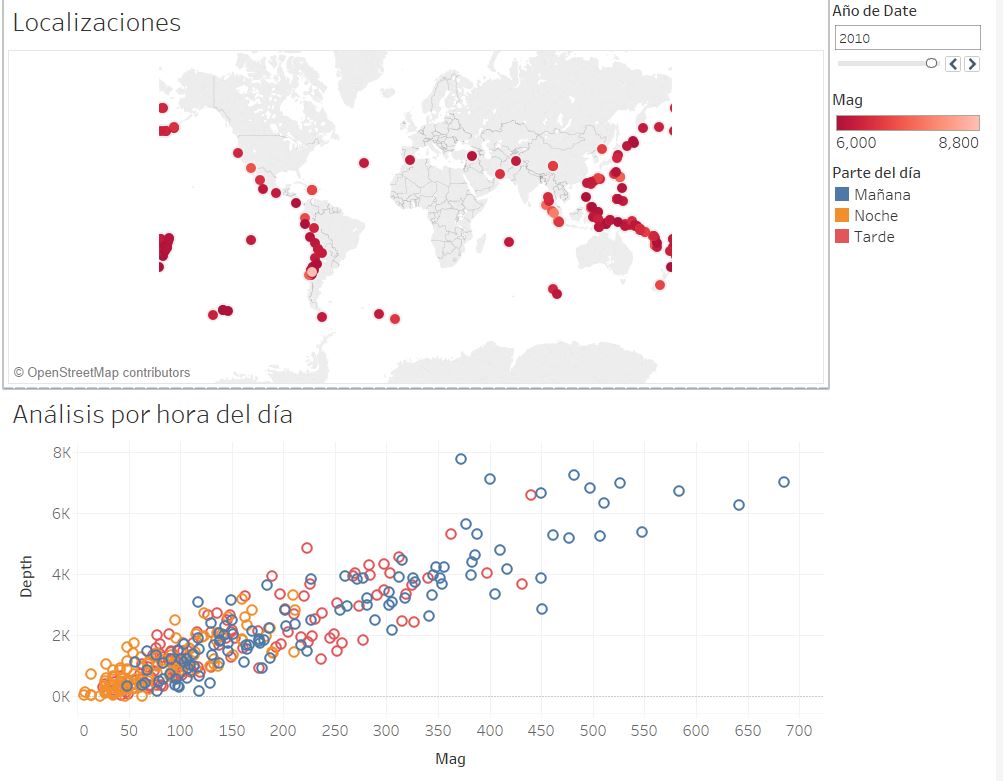 Localizaciones
© OpenStreetMap contributors
Año de Date
2010
Mag
6,000 8,800
Parte del día
Mañana
Noche
Tarde
Análisis por hora del día
8K
6K
4K
2K
0K
Depth
0 50 100 150 200 250 300 350 400 450 500 550 600 650 700
Mag